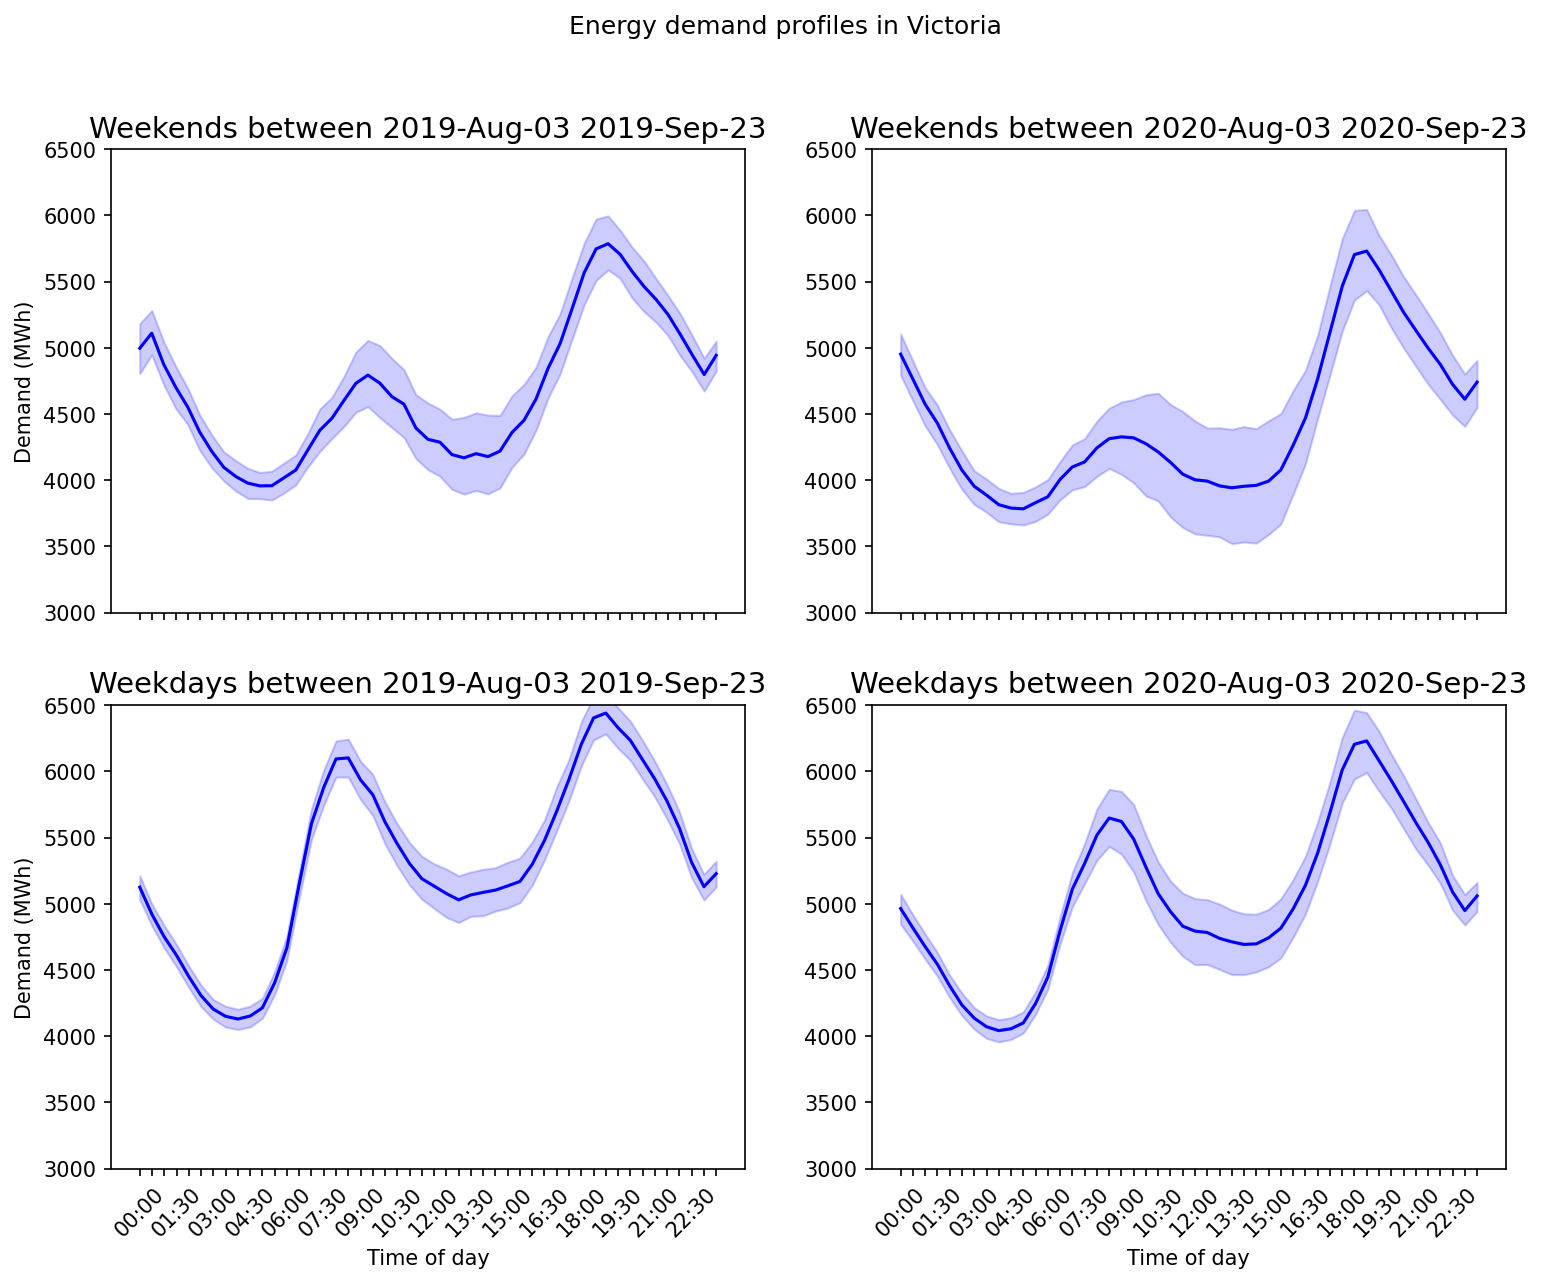 Energy demand profiles in Victoria
Weekends between 2019-Aug-03 2019-Sep-23
6500
6000
5500
5000
4500
4000
3500
3000
Demand (MWh)
Weekends between 2020-Aug-03 2020-Sep-23
6500
6000
5500
5000
4500
4000
3500
3000
Weekdays between 2019-Aug-03 2019-Sep-23
6500
6000
5500
5000
4500
4000
3500
3000
Demand (MWh)
00:00 01:30 03:00 04:30 06:00 07:30 09:00 10:30 12:00 13:30 15:00 16:30 18:00 19:30 21:00 22:30
Time of day
Weekdays between 2020-Aug-03 2020-Sep-23
6500
6000
5500
5000
4500
4000
3500
3000
00:00 01:30 03:00 04:30 06:00 07:30 09:00 10:30 12:00 13:30 15:00 16:30 18:00 19:30 21:00 22:30
Time of day